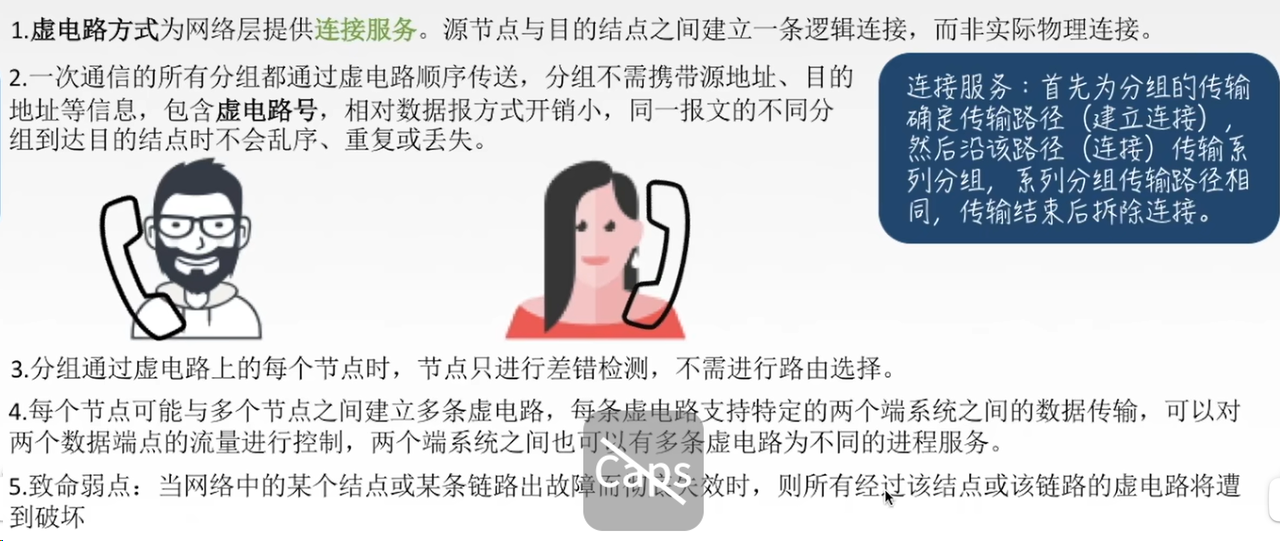 1.虚电路方式为网络层提供连接服务。源节点与目的结点之间建立一条逻辑连接，而非实际物理连接。
2.一次通信的所有分组都通过虚电路顺序传送，分组不需携带源地址、目的
地址等信息，包含虚电路号，相对数据报方式开销小，同一报文的不同分
组到达目的结点时不会乱序、重复或丢失。
连接服务：首先为分组的传输
确定传输路径（建立连接），
然后沿该路径（连接）传输系
列分组，系列分组传输路径相
同，传输结束后拆除连接。
3.分组通过虚电路上的每个节点时，节点只进行差错检测，不需进行路由选择。
4.每个节点可能与多个节点之间建立多条虚电路，每条虚电路支持特定的两个端系统之间的数据传输，可以对
两个数据端点的流量进行控制，两个端系统之间也可以有多条虚电路为不同的进程服务。
Caps
5.致命弱点：当网络中的某个结点或某条链路出故障而失效时，则所有经过该结点或该链路的虚电路将遭
到破坏